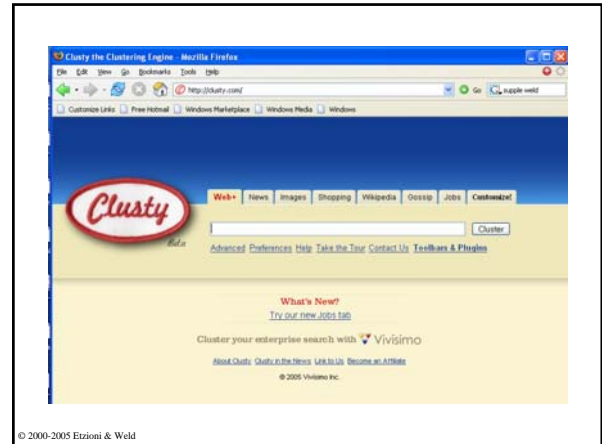 Clusty the Clustering Engine - Mozilla Firefox
File Edit View Go Bookmarks Tools Help
http://clusty.com/ Go supple weld
Customize Links Free Hotmail Windows Marketplace Windows Media Windows
Web+ News Images Shopping Wikipedia Gossip Jobs Customize!
Clusty
Beta
Cluster
Advanced Preferences Help Take the Tour Contact Us Toolbars & Plugins
What's New?
Try our new Jobs tab
Cluster your enterprise search with Vivísimo
About Clusty Clusty in the News Link to Us Become an Affiliate
© 2005 Vivísimo Inc.
© 2000-2005 Etzioni & Weld